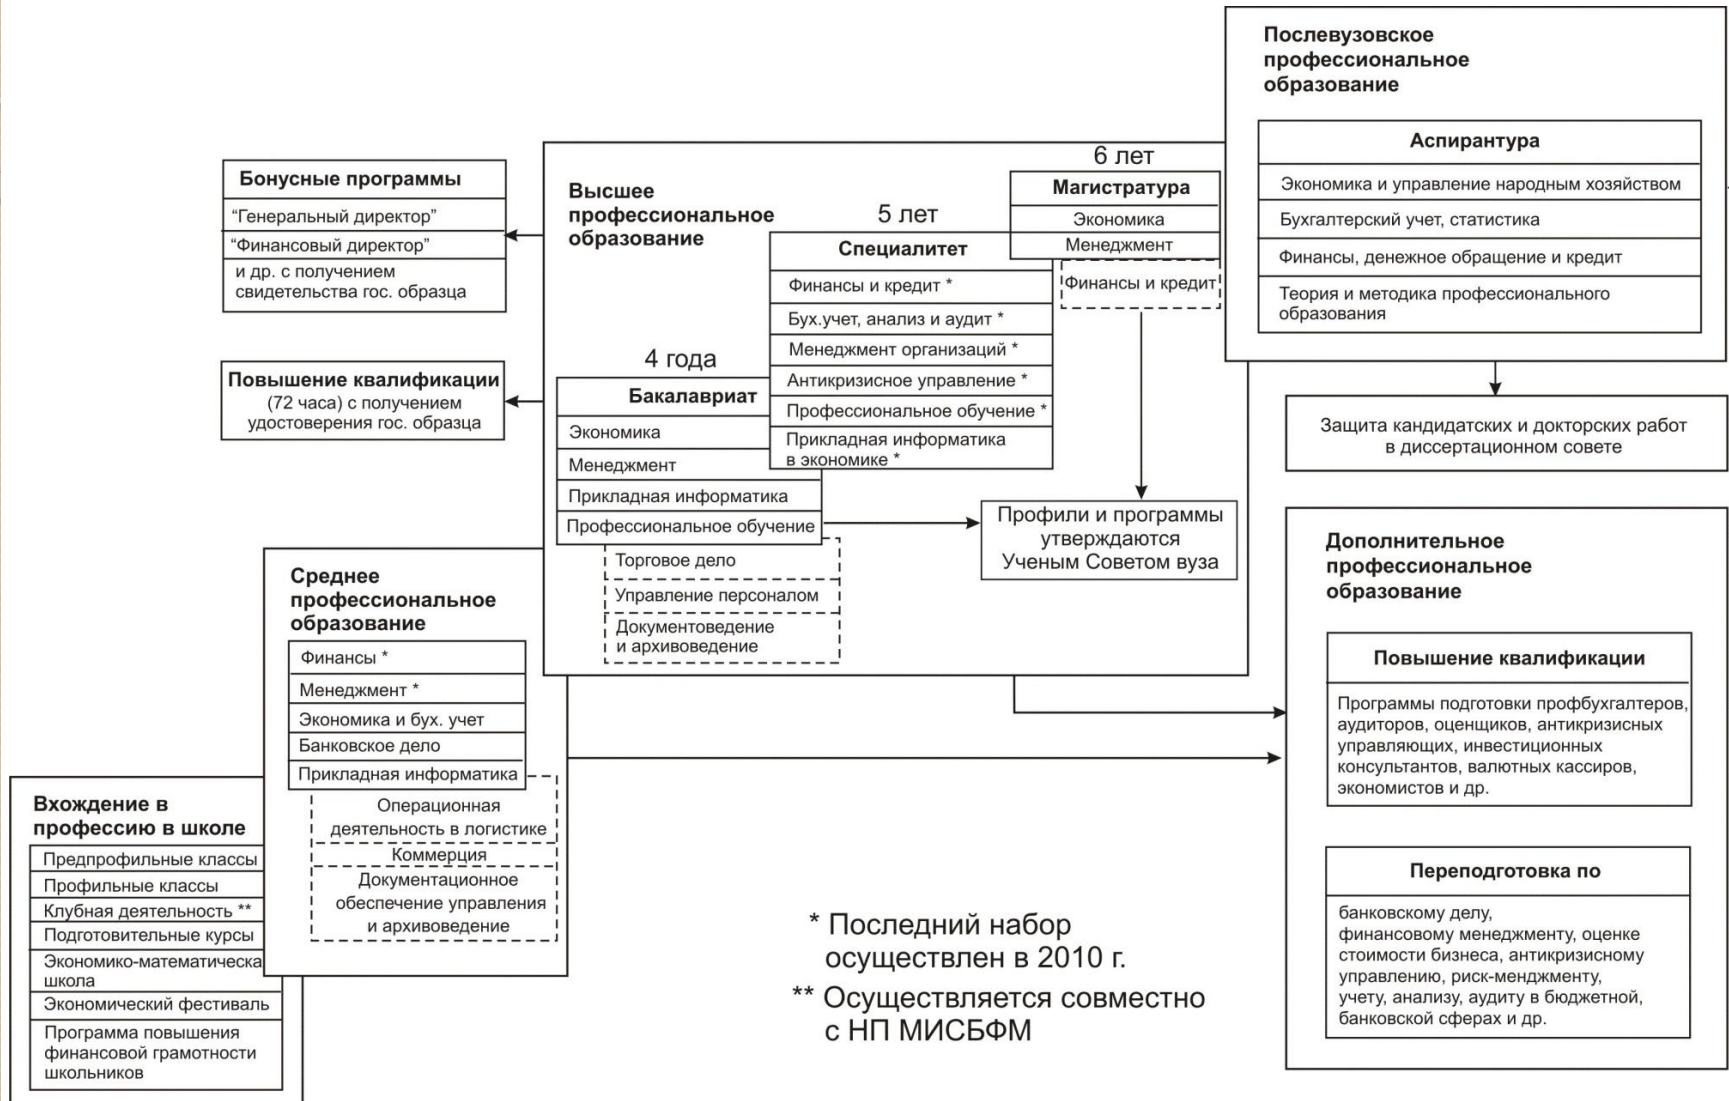 Послевузовское
профессиональное
образование
Аспирантура
Экономика и управление народным хозяйством
Бухгалтерский учет, статистика
Финансы, денежное обращение и кредит
Теория и методика профессионального
образования
Защита кандидатских и докторских работ
в диссертационном совете
Бонусные программы
“Генеральный директор”
“Финансовый директор”
и др. с получением
свидетельства гос. образца
Повышение квалификации
(72 часа) с получением
удостоверения гос. образца
Высшее
профессиональное
образование
6 лет
Магистратура
Экономика
Менеджмент
Финансы и кредит
5 лет
Специалитет
Финансы и кредит *
Бух.учет, анализ и аудит *
Менеджмент организаций *
Антикризисное управление *
Профессиональное обучение *
Прикладная информатика
в экономике *
4 года
Бакалавриат
Экономика
Менеджмент
Прикладная информатика
Профессиональное обучение
Торговое дело
Управление персоналом
Документоведение
и архивоведение
Профили и программы
утверждаются
Ученым Советом вуза
Среднее
профессиональное
образование
Финансы *
Менеджмент *
Экономика и бух. учет
Банковское дело
Прикладная информатика
Операционная
деятельность в логистике
Коммерция
Документационное
обеспечение управления
и архивоведение
Вхождение в
профессию в школе
Предпрофильные классы
Профильные классы
Клубная деятельность **
Подготовительные курсы
Экономико-математическа
школа
Экономический фестиваль
Программа повышения
финансовой грамотности
школьников
Дополнительное
профессиональное
образование
Повышение квалификации
Программы подготовки профбухгалтеров,
аудиторов, оценщиков, антикризисных
управляющих, инвестиционных
консультантов, валютных кассиров,
экономистов и др.
Переподготовка по
банковскому делу,
финансовому менеджменту, оценке
стоимости бизнеса, антикризисному
управлению, риск-менджменту,
учету, анализу, аудиту в бюджетной,
банковской сферах и др.
* Последний набор
осуществлен в 2010 г.
** Осуществляется совместно
с НП МИСБФМ